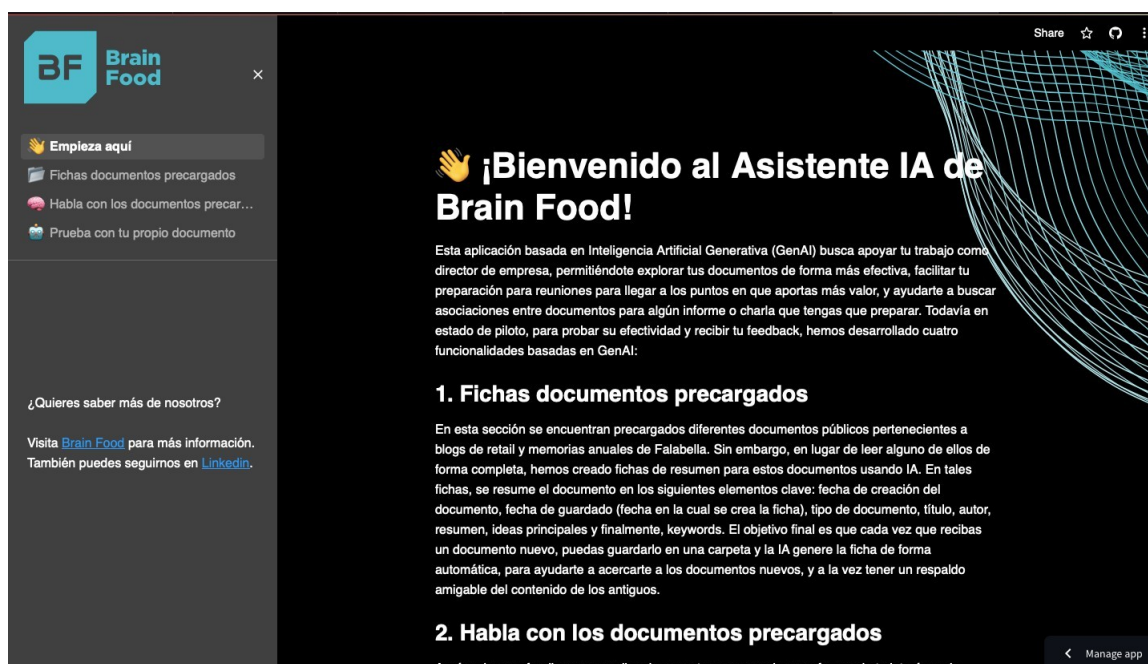 BF Brain
Food
Share
👋 Empieza aquí
📁 Fichas documentos precargados
🧠 Habla con los documentos precar...
🤖 Prueba con tu propio documento
¿Quieres saber más de nosotros?
Visita Brain Food para más información.
También puedes seguirnos en Linkedin.
👋 ¡Bienvenido al Asistente IA de
Brain Food!
Esta aplicación basada en Inteligencia Artificial Generativa (GenAI) busca apoyar tu trabajo como
director de empresa, permitiéndote explorar tus documentos de forma más efectiva, facilitar tu
preparación para reuniones para llegar a los puntos en que aportas más valor, y ayudarte a buscar
asociaciones entre documentos para algún informe o charla que tengas que preparar. Todavía en
estado de piloto, para probar su efectividad y recibir tu feedback, hemos desarrollado cuatro
funcionalidades basadas en GenAI:
1. Fichas documentos precargados
En esta sección se encuentran precargados diferentes documentos públicos pertenecientes a
blogs de retail y memorias anuales de Falabella. Sin embargo, en lugar de leer alguno de ellos de
forma completa, hemos creado fichas de resumen para estos documentos usando IA. En tales
fichas, se resume el documento en los siguientes elementos clave: fecha de creación del
documento, fecha de guardado (fecha en la cual se crea la ficha), tipo de documento, título, autor,
resumen, ideas principales y finalmente, keywords. El objetivo final es que cada vez que recibas
un documento nuevo, puedas guardarlo en una carpeta y la IA genere la ficha de forma
automática, para ayudarte a acercarte a los documentos nuevos, y a la vez tener un respaldo
amigable del contenido de los antiguos.
2. Habla con los documentos precargados
Manage app